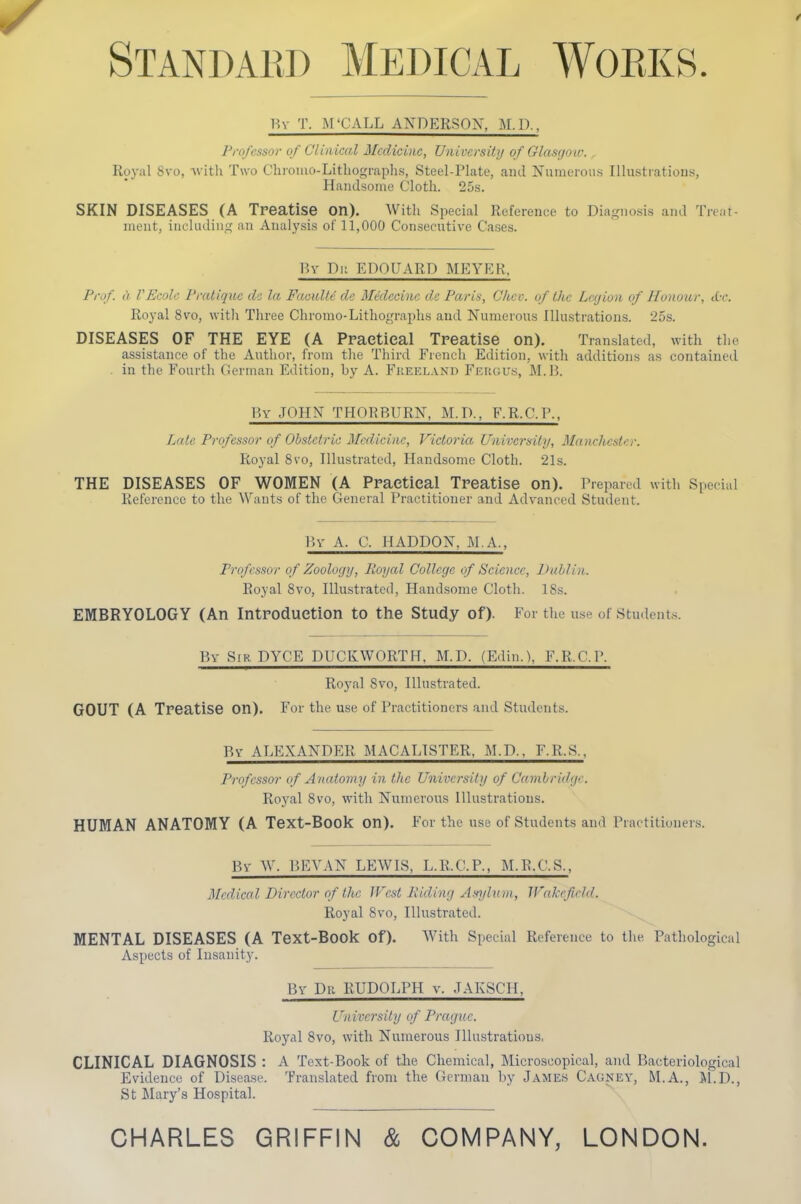 STANDARD MEDICAL WORKS.
BY T. M‘CALL ANDERSON, M.D.,
Professor of Clinical Medicine, University of Glasgow.
Royal 8vo, with Two Chromo-Lithographs, Steel-Plate, and Numerous Illustrations,
Handsome Cloth. 25s.
SKIN DISEASES (A Treatise on). With Special Reference to Diagnosis and Treat-
ment, including an Analysis of 11,000 Consecutive Cases.
BY DR EDOUARD MEYER,
Prof. à l'Ecole Pratique de la Faculté de Médecine de Paris, Chev. of the Legion of Honour, &c.
Royal 8vo, with Three Chromo-Lithographs and Numerous Illustrations. 25s.
DISEASES OF THE EYE (A Practical Treatise on). Translated, with the
assistance of the Author, from the Third French Edition, with additions as contained
in the Fourth German Edition, by A. FREELAND FERGUS, M.B.
BY JOHN THORBURN, M.D., F.R.C.P.,
Late Professor of Obstetric Medicine, Victoria University, Manchester.
Royal 8vo, Illustrated, Handsome Cloth. 21s.
THE DISEASES OF WOMEN (A Practical Treatise on). Prepared with Special
Reference to the Wants of the General Practitioner and Advanced Student.
BY A. C. HADDON, M.A.,
Professor of Zoology, Royal College of Science, Dublin.
Royal 8vo, Illustrated, Handsome Cloth. 18s.
EMBRYOLOGY (An Introduction to the Study of). For the use of Students.
BY SIR DYCE DUCKWORTH, M.D. (Edin.), F.R.C.P.
Royal 8vo, Illustrated.
GOUT (A Treatise on). For the use of Practitioners and Students.
BY ALEXANDER MACALISTER, M.D., F.R.S.,
Professor of Anatomy in the University of Cambridge.
Royal 8vo, with Numerous Illustrations.
HUMAN ANATOMY (A Text-Book on). For the use of Students and Practitioners.
BY W. BEVAN LEWIS, L.R.C.P., M.R.C.S.,
Medical Director of the West Riding Asylum, Wakefield.
Royal 8vo, Illustrated.
MENTAL DISEASES (A Text-Book of). With Special Reference to the Pathological
Aspects of Insanity.
BY DR RUDOLPH v. JAKSCH,
University of Prague.
Royal 8vo, with Numerous Illustrations.
CLINICAL DIAGNOSIS : A Text-Book of the Chemical, Microscopical, and Bacteriological
Evidence of Disease. Translated from the German by JAMES CAGNEY, M.A., M.D.,
St Mary's Hospital.
CHARLES GRIFFIN & COMPANY, LONDON.